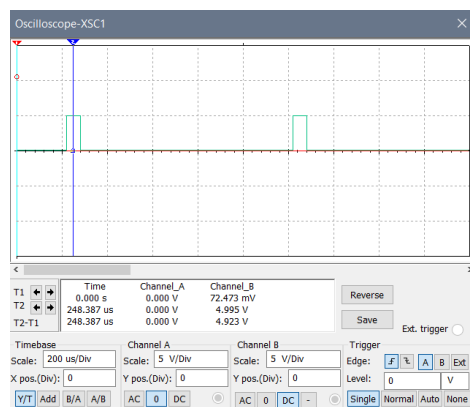 Oscilloscope-XSC1
T1
T2
T2-T1
Time Channel_A Channel_B
0.000 s 0.000 V 72.473 mV
248.387 us 0.000 V 4.995 V
248.387 us 0.000 V 4.923 V
Reverse
Save
Ext. trigger
Timebase
Scale: 200 us/Div
X pos.(Div): 0
Y/T Add B/A A/B
Channel A
Scale: 5 V/Div
Y pos.(Div): 0
AC 0 DC
Channel B
Scale: 5 V/Div
Y pos.(Div): 0
AC 0 DC -
Trigger
Edge: A B Ext
Level: 0 V
Single Normal Auto None